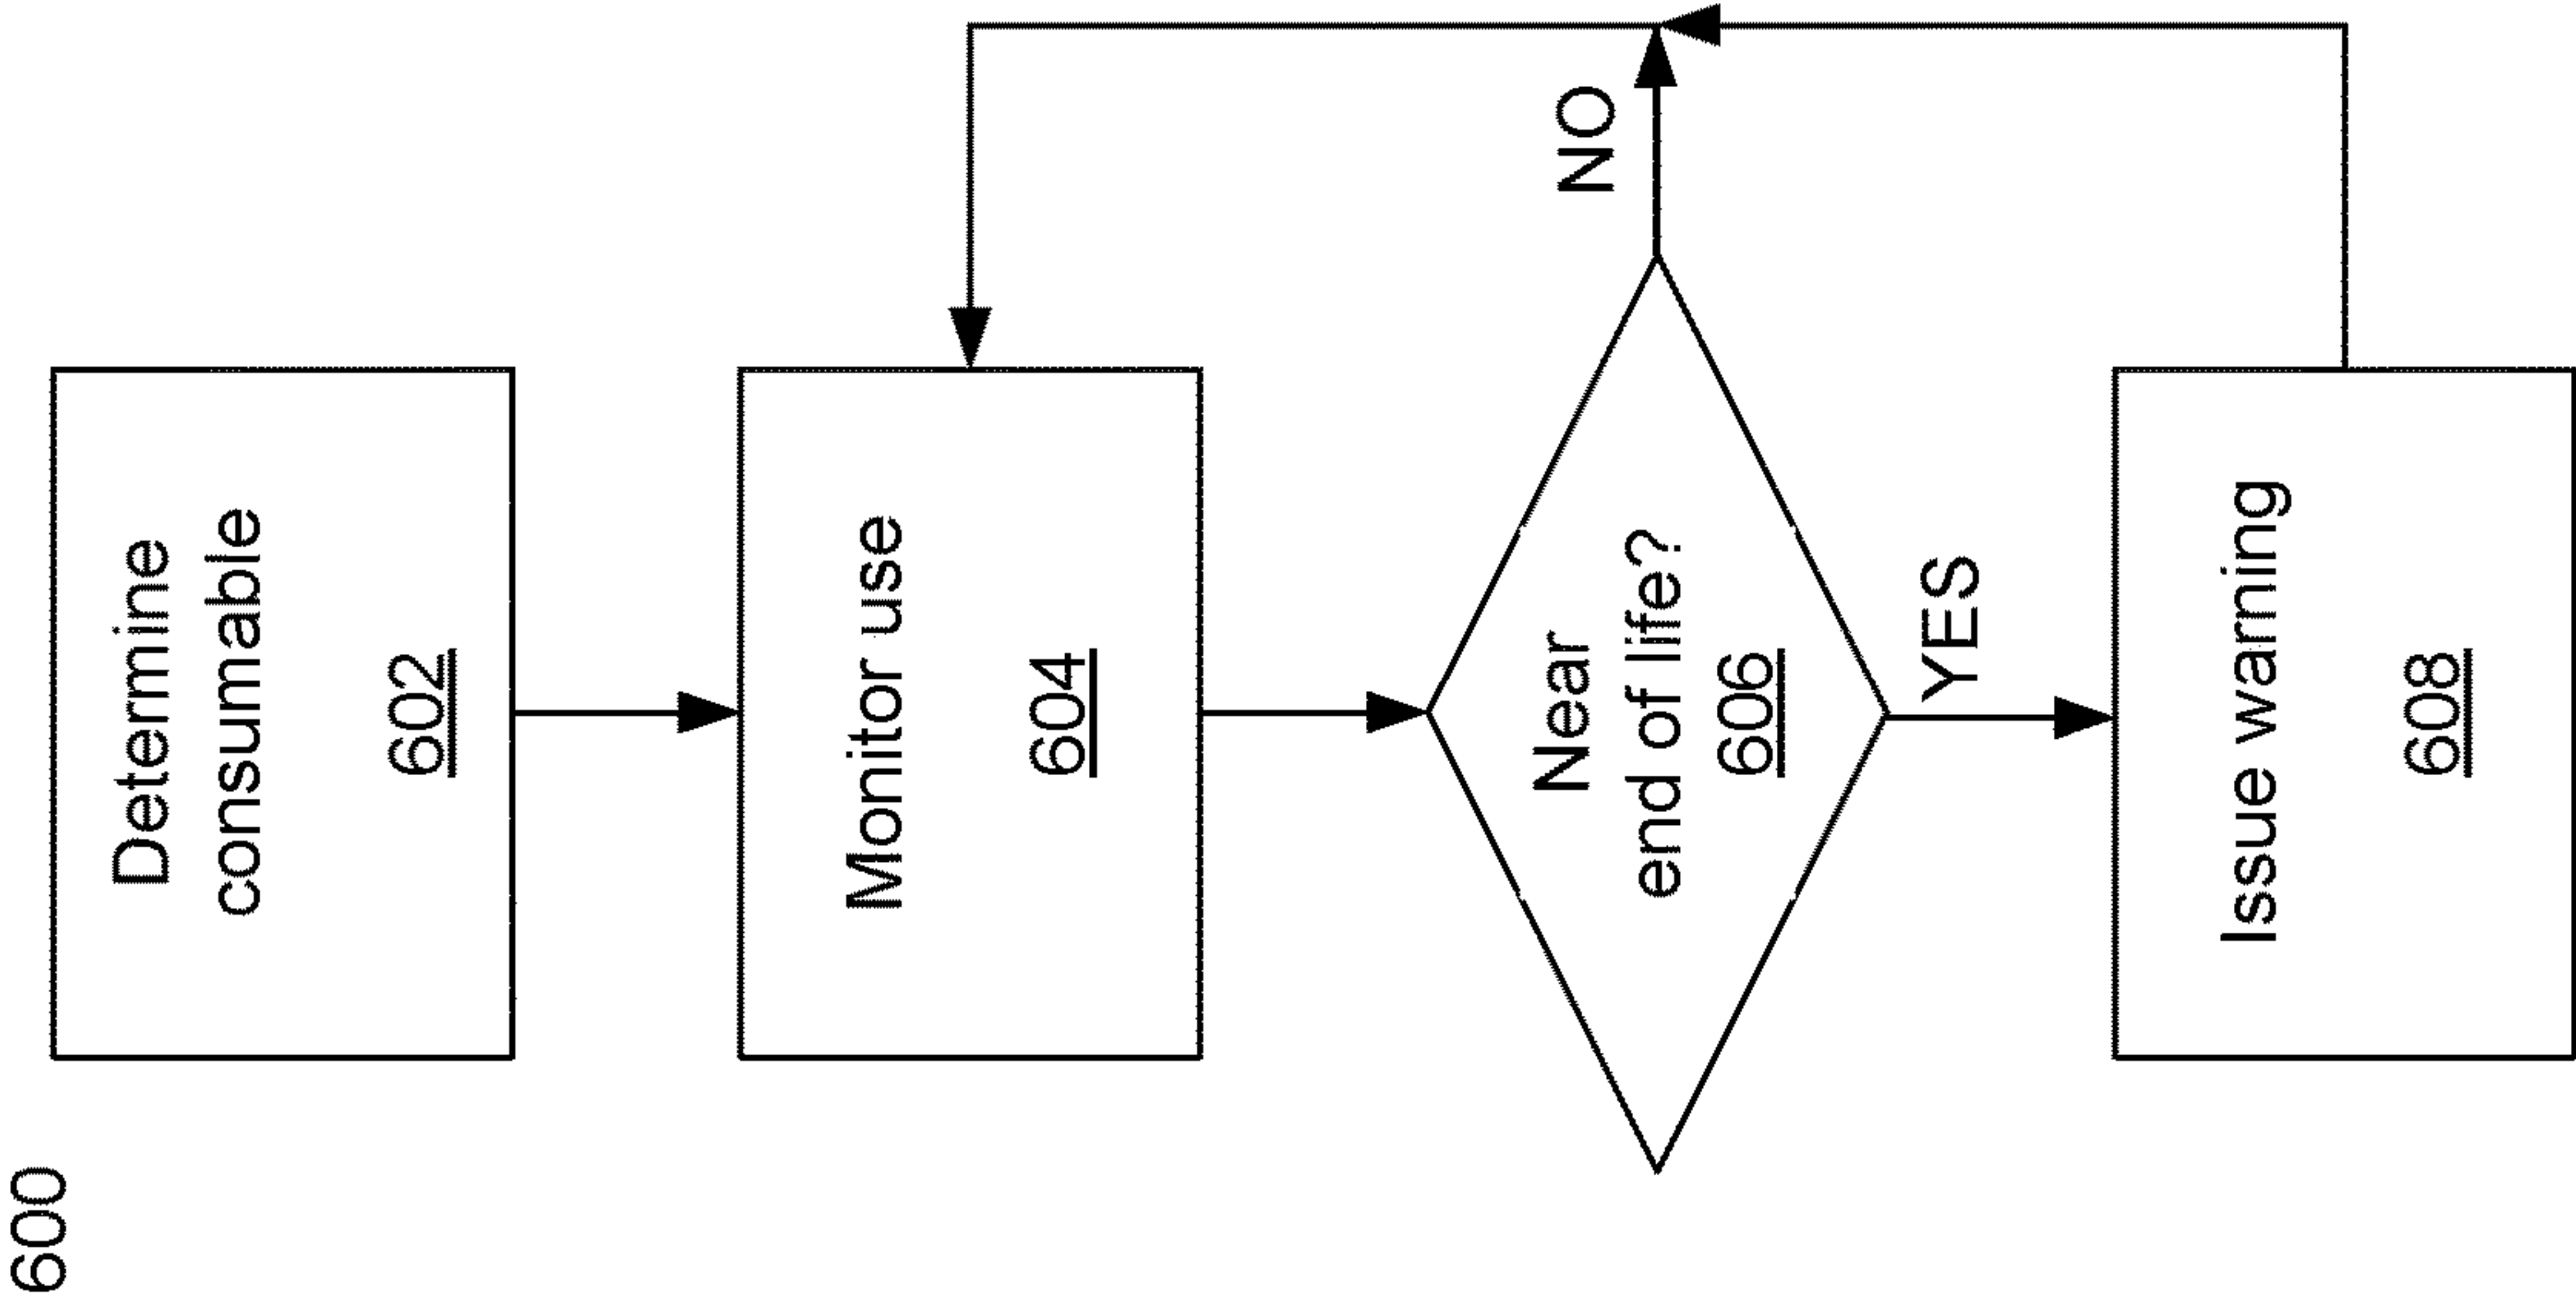 600
Determine
consumable
602
Monitor use
604
Near
end of life?
606
NO
YES
Issue warning
608